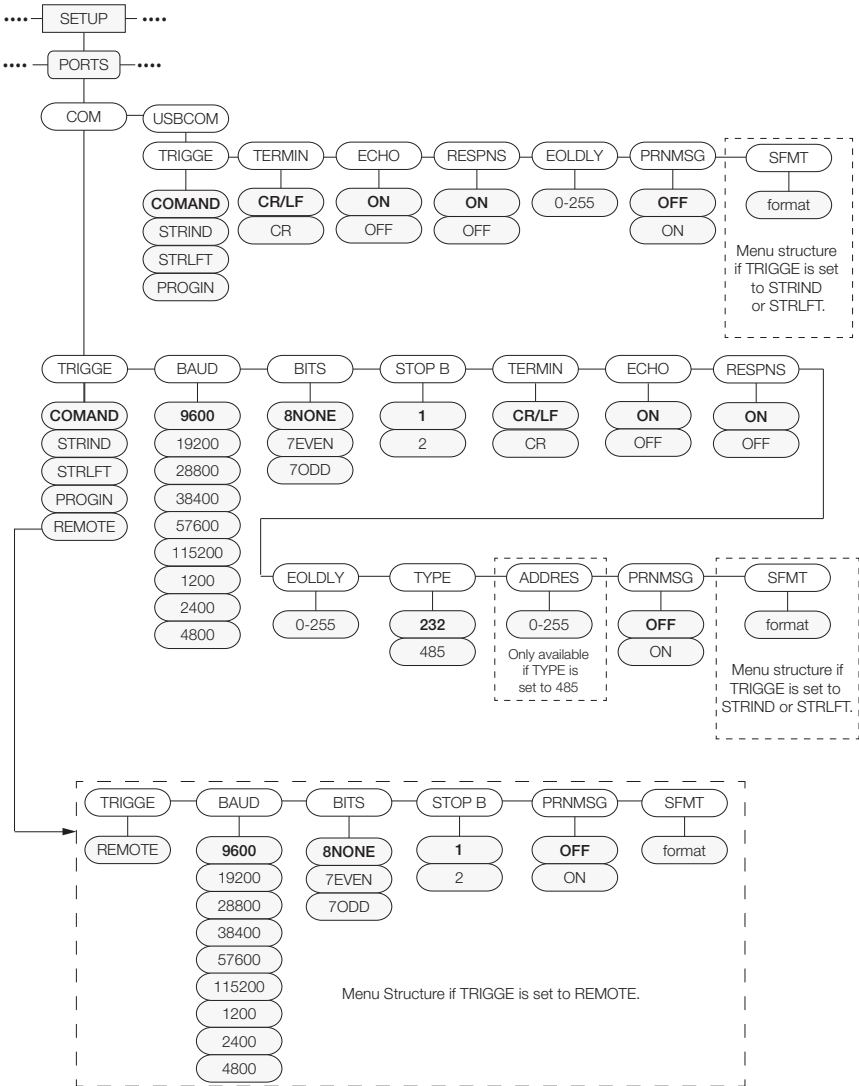 SETUP
PORTS
COM USBCOM
TRIGGE TERMIN ECHO RESPNS EOLDLY PRNMSG SFMT
COMAND CR/LF ON ON 0-255 OFF format
STRIND CR OFF OFF ON
STRLFT
PROGIN
Menu structure
if TRIGGE is set
to STRIND
or STRLFT.
TRIGGE BAUD BITS STOP B TERMIN ECHO RESPNS
COMAND 9600 8NONE 1 CR/LF ON ON
STRIND 19200 7EVEN 2 CR OFF OFF
STRLFT 28800 7ODD
PROGIN 38400
REMOTE 57600
115200
1200
2400
4800
EOLDLY TYPE ADDRES PRNMSG SFMT
0-255 232 0-255 OFF format
485 ON
Only available
if TYPE is
set to 485
Menu structure if
TRIGGE is set to
STRIND or STRLFT.
TRIGGE BAUD BITS STOP B PRNMSG SFMT
REMOTE 9600 8NONE 1 OFF format
19200 7EVEN 2 ON
28800 7ODD
38400
57600
115200
1200
2400
4800
Menu Structure if TRIGGE is set to REMOTE.